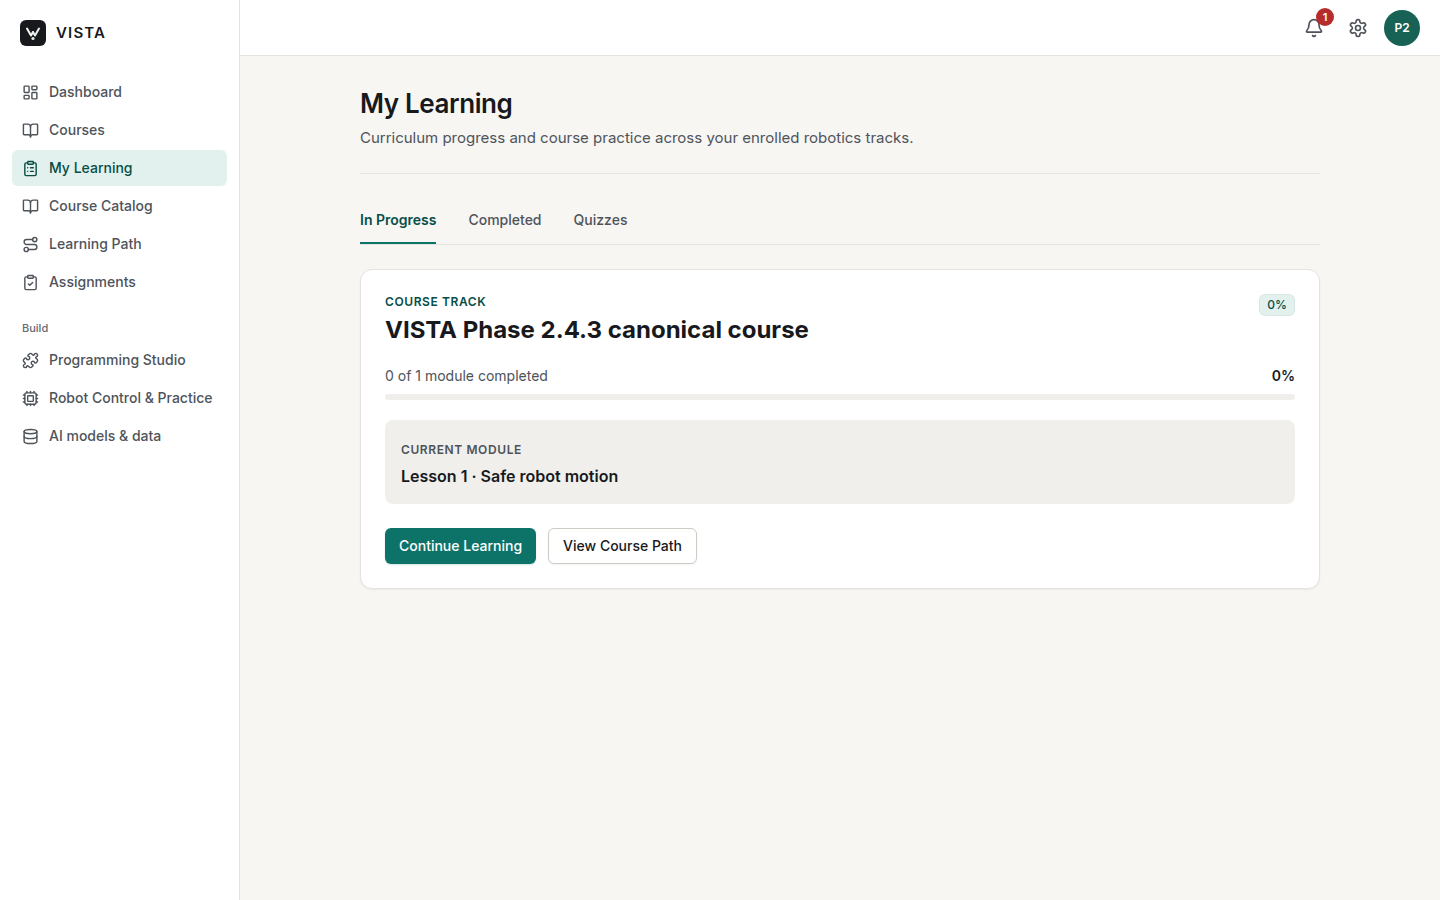 VISTA
1
P2
Dashboard
Courses
My Learning
Course Catalog
Learning Path
Assignments
Build
Programming Studio
Robot Control & Practice
AI models & data
My Learning
Curriculum progress and course practice across your enrolled robotics tracks.
In Progress
Completed
Quizzes
COURSE TRACK
0%
VISTA Phase 2.4.3 canonical course
0 of 1 module completed
0%
CURRENT MODULE
Lesson 1 · Safe robot motion
Continue Learning
View Course Path